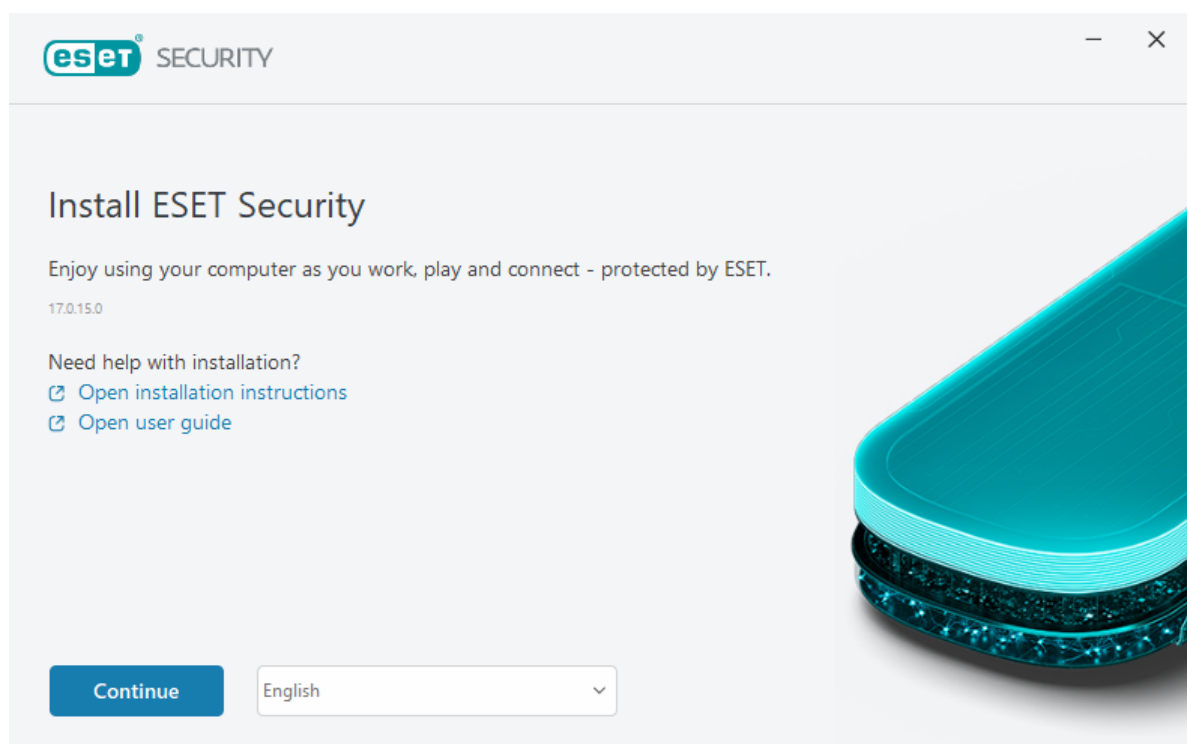 eset® SECURITY
Install ESET Security
Enjoy using your computer as you work, play and connect - protected by ESET.
17.0.15.0
Need help with installation?
Open installation instructions
Open user guide
Continue
English